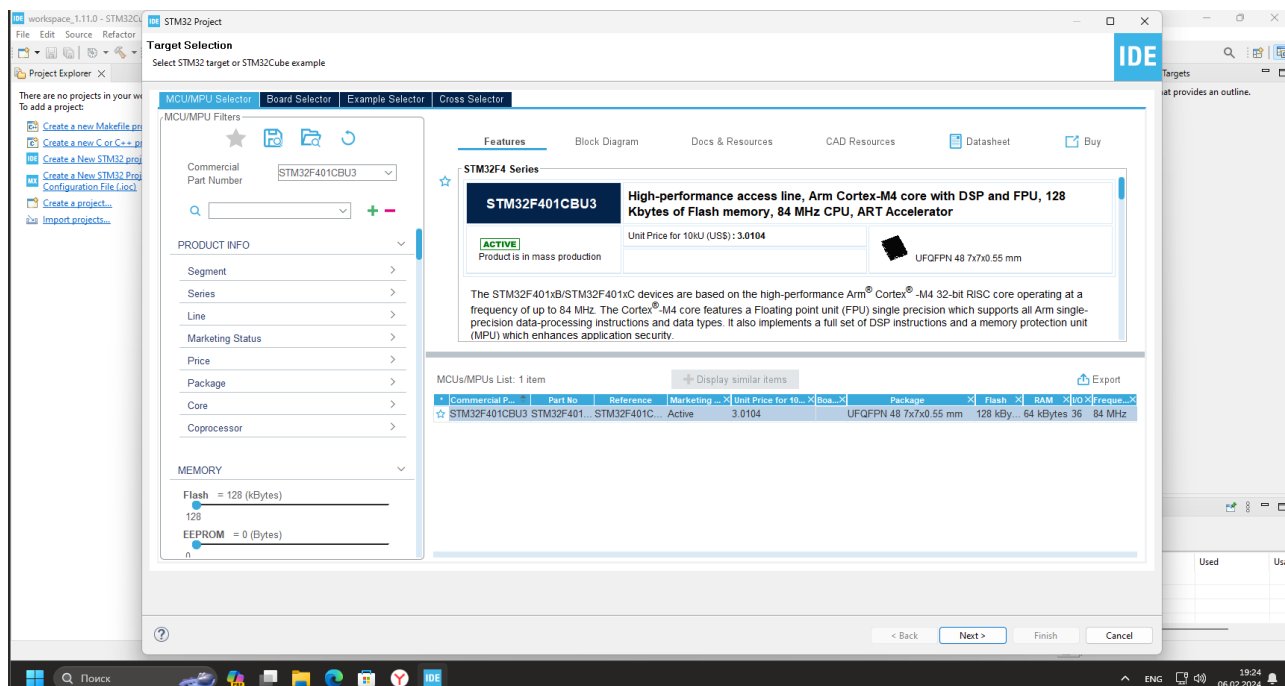 IDE workspace_1.11.0 - STM32Cu
File Edit Source Refactor
Project Explorer
There are no projects in your we
To add a project:
Create a new Makefile pr
Create a new C or C++ p
IDE Create a New STM32 proj
MX Create a New STM32 Proj
Configuration File (.ioc)
Create a project...
Import projects...
IDE STM32 Project
Target Selection
Select STM32 target or STM32Cube example
IDE
MCU/MPU Selector Board Selector Example Selector Cross Selector
MCU/MPU Filters
Commercial
Part Number
STM32F401CBU3
PRODUCT INFO
Segment
Series
Line
Marketing Status
Price
Package
Core
Coprocessor
MEMORY
Flash = 128 (kBytes)
128
EEPROM = 0 (Bytes)
0
Features Block Diagram Docs & Resources CAD Resources Datasheet Buy
STM32F4 Series
STM32F401CBU3
High-performance access line, Arm Cortex-M4 core with DSP and FPU, 128
Kbytes of Flash memory, 84 MHz CPU, ART Accelerator
ACTIVE
Product is in mass production
Unit Price for 10kU (US$) : 3.0104
UFQFPN 48 7x7x0.55 mm
The STM32F401xB/STM32F401xC devices are based on the high-performance Arm® Cortex® -M4 32-bit RISC core operating at a
frequency of up to 84 MHz. The Cortex®-M4 core features a Floating point unit (FPU) single precision which supports all Arm single-
precision data-processing instructions and data types. It also implements a full set of DSP instructions and a memory protection unit
(MPU) which enhances application security.
MCUs/MPUs List: 1 item
Display similar items
Export
* Commercial P... Part No Reference Marketing ... X Unit Price for 10... X Boa... X Package X Flash X RAM X I/O X Freque... X
STM32F401CBU3 STM32F401... STM32F401C... Active 3.0104 UFQFPN 48 7x7x0.55 mm 128 kBy... 64 kBytes 36 84 MHz
< Back Next > Finish Cancel
Targets
at provides an outline.
Used Usa
Поиск
IDE
ENG
19:24
06.02.2024